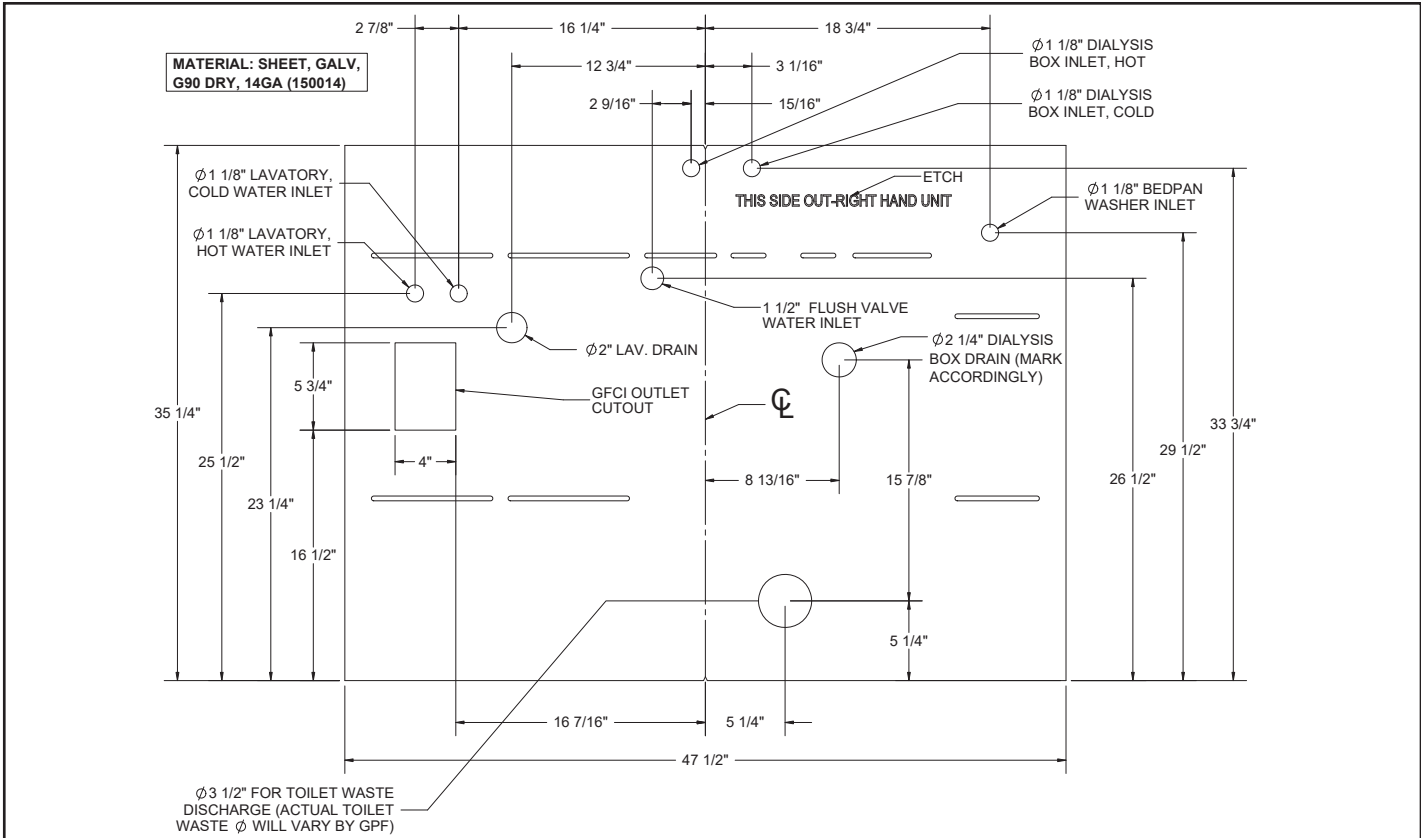 2 7/8"
16 1/4"
18 3/4"
MATERIAL: SHEET, GALV,
G90 DRY, 14GA (150014)
12 3/4"
3 1/16"
2 9/16"
15/16"
Ø1 1/8" DIALYSIS
BOX INLET, HOT
Ø1 1/8" DIALYSIS
BOX INLET, COLD
Ø1 1/8" LAVATORY,
COLD WATER INLET
ETCH
THIS SIDE OUT-RIGHT HAND UNIT
Ø1 1/8" BEDPAN
WASHER INLET
Ø1 1/8" LAVATORY,
HOT WATER INLET
1 1/2" FLUSH VALVE
WATER INLET
Ø2" LAV. DRAIN
Ø2 1/4" DIALYSIS
BOX DRAIN (MARK
ACCORDINGLY)
5 3/4"
GFCI OUTLET
CUTOUT
℄
35 1/4"
33 3/4"
29 1/2"
25 1/2"
4"
8 13/16"
15 7/8"
26 1/2"
23 1/4"
16 1/2"
5 1/4"
16 7/16"
5 1/4"
47 1/2"
Ø3 1/2" FOR TOILET WASTE
DISCHARGE (ACTUAL TOILET
WASTE Ø WILL VARY BY GPF)